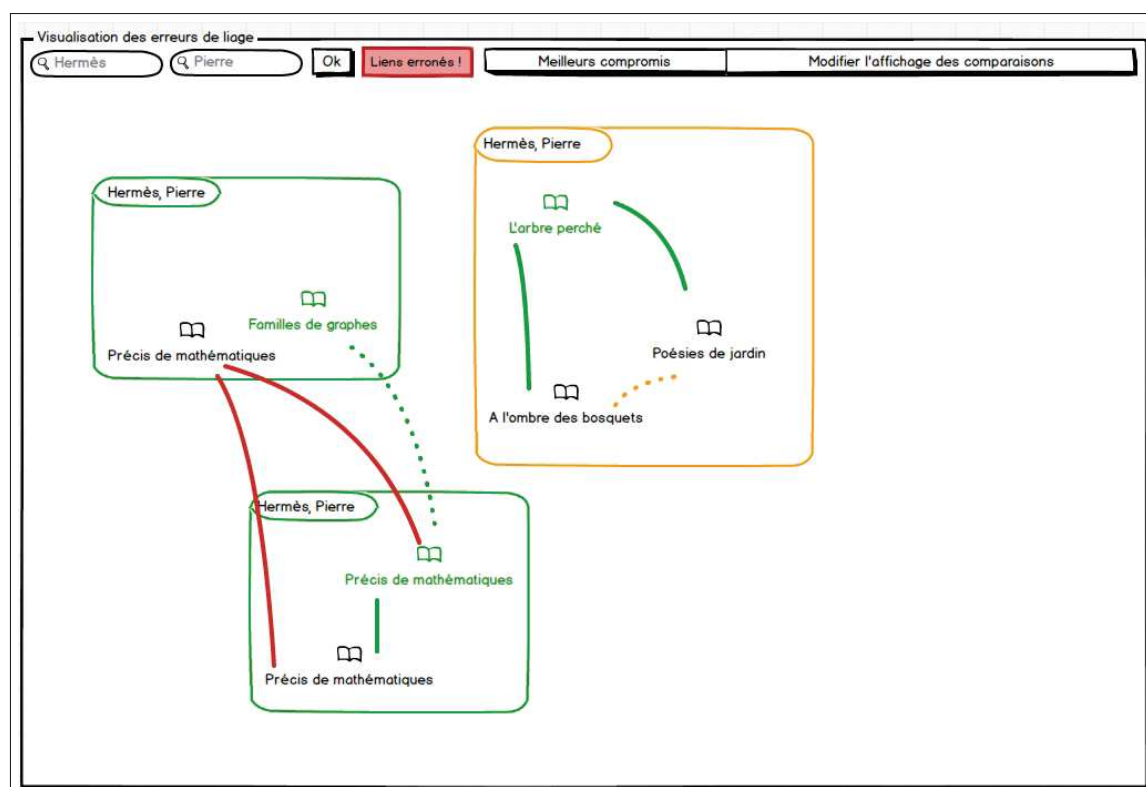 Visualisation des erreurs de liage
Hermès
Pierre
Ok
Liens erronés !
Meilleurs compromis
Modifier l'affichage des comparaisons
Hermès, Pierre
Familles de graphes
Précis de mathématiques
Hermès, Pierre
L'arbre perché
Poésies de jardin
A l'ombre des bosquets
Hermès, Pierre
Précis de mathématiques
Précis de mathématiques